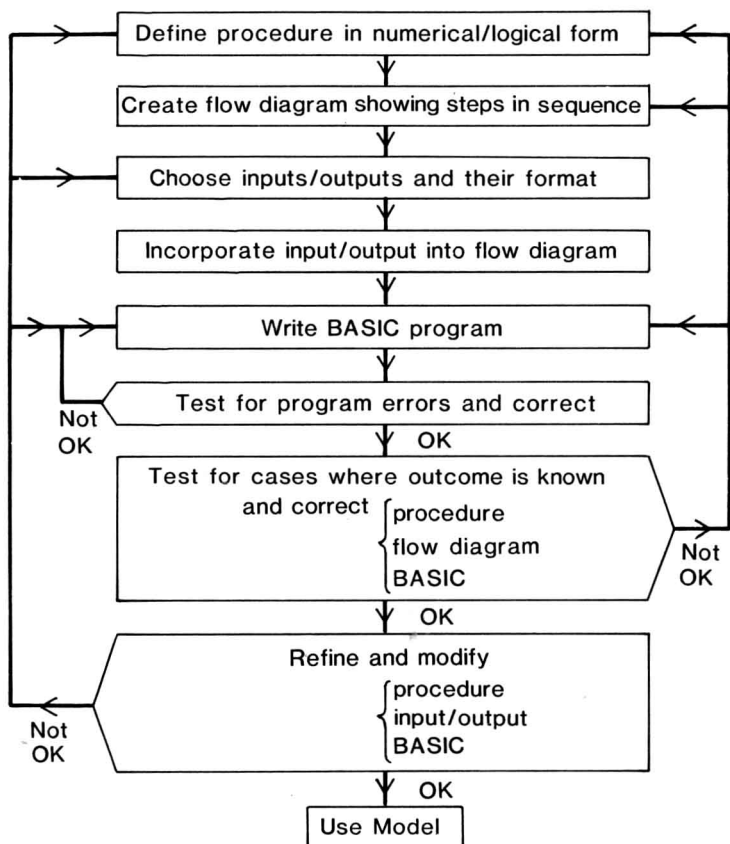 Define procedure in numerical/logical form
Create flow diagram showing steps in sequence
Choose inputs/outputs and their format
Incorporate input/output into flow diagram
Write BASIC program
Test for program errors and correct
Not
OK
OK
Test for cases where outcome is known
and correct
procedure
flow diagram
BASIC
Not
OK
OK
Refine and modify
procedure
input/output
BASIC
Not
OK
OK
Use Model